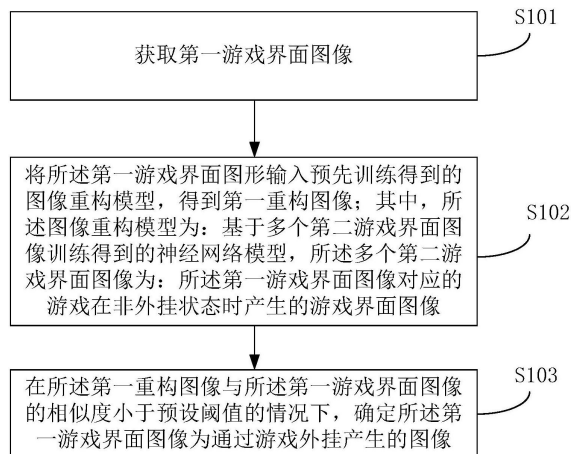 S101
获取第一游戏界面图像
将所述第一游戏界面图形输入预先训练得到的
图像重构模型，得到第一重构图像；其中，所
述图像重构模型为：基于多个第二游戏界面图
像训练得到的神经网络模型，所述多个第二游
戏界面图像为：所述第一游戏界面图像对应的
游戏在非外挂状态时产生的游戏界面图像
S102
在所述第一重构图像与所述第一游戏界面图像
的相似度小于预设阈值的情况下，确定所述第
一游戏界面图像为通过游戏外挂产生的图像
S103